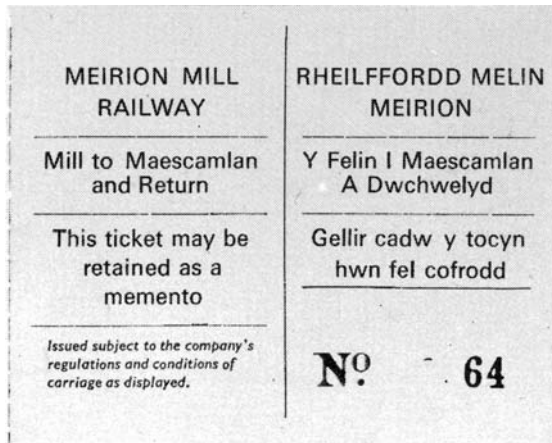 MEIRION MILL
RAILWAY
Mill to Maescamlan
and Return
This ticket may be
retained as a
memento
Issued subject to the company's
regulations and conditions of
carriage as displayed.
RHEILFFORDD MELIN
MEIRION
Y Felin I Maescamlan
A Dwchwelyd
Gellir cadw y tocyn
hwn fel cofrodd
Nº. 64